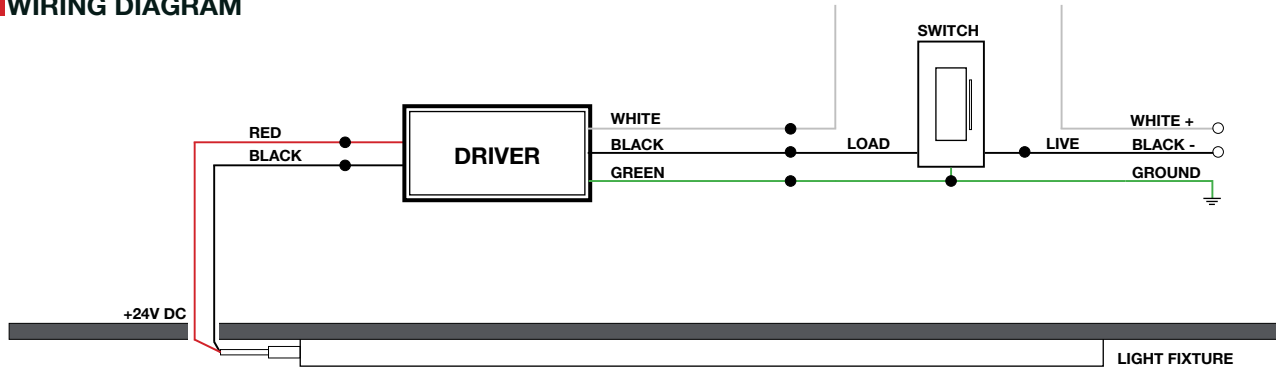 WIRING DIAGRAM
SWITCH
WHITE
WHITE +
RED
BLACK
LOAD
LIVE
BLACK -
BLACK
DRIVER
GREEN
GROUND
+24V DC
LIGHT FIXTURE